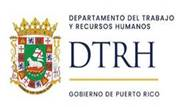 DEPARTAMENTO DEL TRABAJO
Y RECURSOS HUMANOS
DTRH
GOBIERNO DE PUERTO RICO